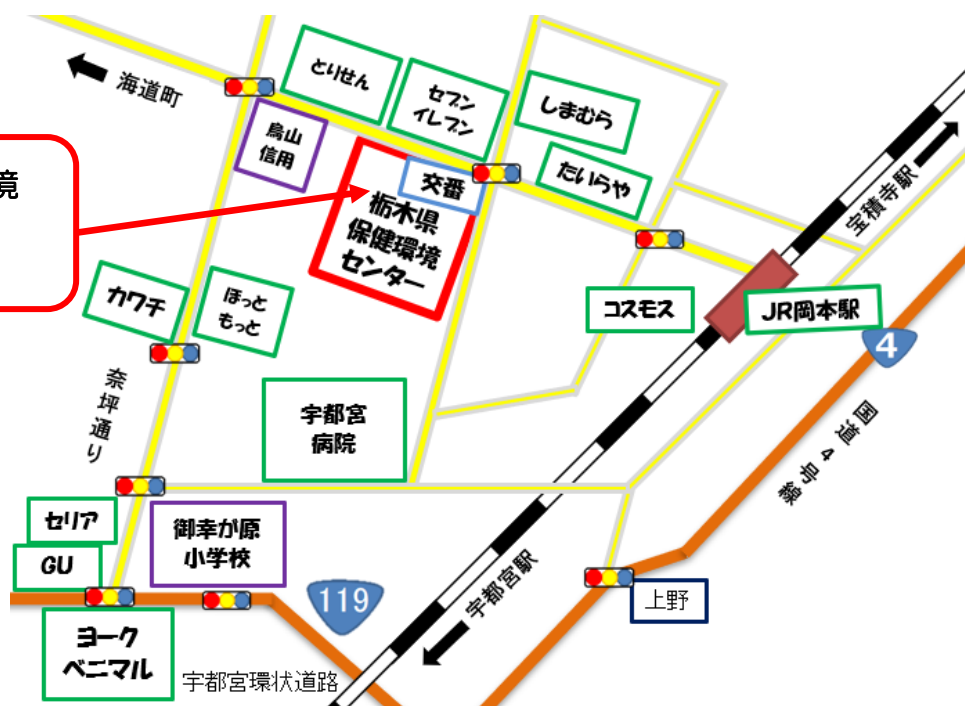 とりせん
セブン
イレブン
しまむら
海道町
烏山
信用
境
交番
たいらや
宝積寺駅
栃木県
保健環境
センター
カワチ
ほっと
もっと
コスモス
JR岡本駅
4
奈坪通り
宇都宮
病院
国道4号線
セリア
GU
御幸が原
小学校
119
宇都宮駅
上野
ヨーク
ベニマル
宇都宮環状道路